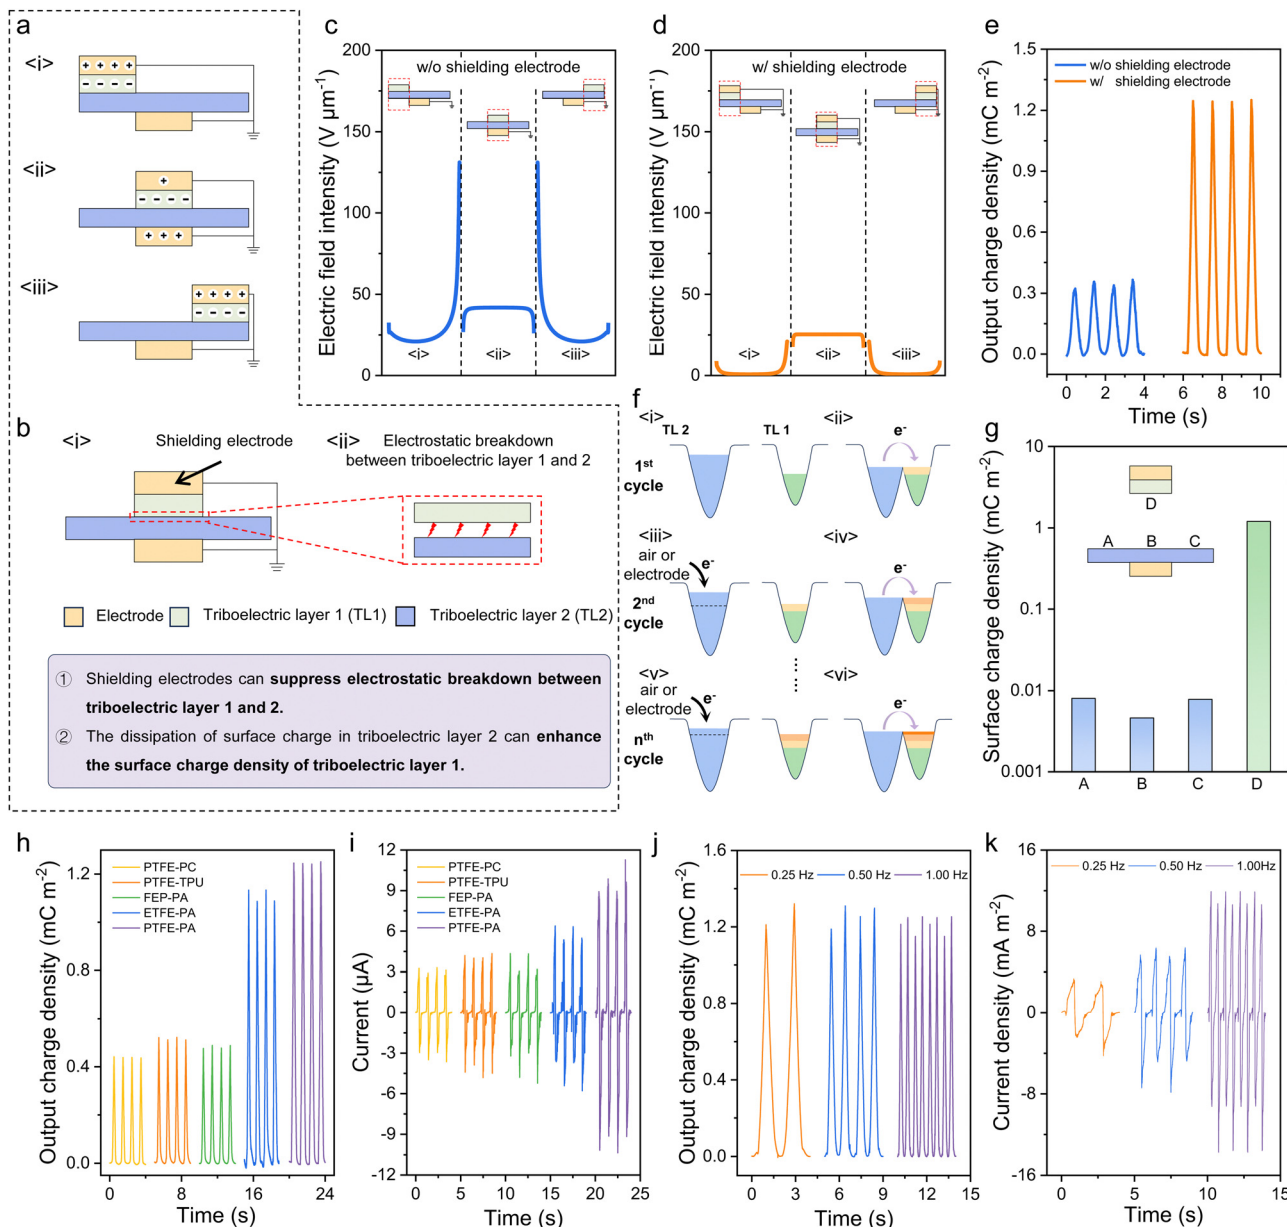 a
<i>
+ + + +
- - - -
<ii>
+
- - - -
+ + +
<iii>
+ + + +
- - - -
b
<i>
Shielding electrode
<ii>
Electrostatic breakdown
between triboelectric layer 1 and 2
Electrode
Triboelectric layer 1 (TL1)
Triboelectric layer 2 (TL2)
① Shielding electrodes can suppress electrostatic breakdown between
triboelectric layer 1 and 2.
② The dissipation of surface charge in triboelectric layer 2 can enhance
the surface charge density of triboelectric layer 1.
c
Electric field intensity (V μm⁻¹)
200
150
100
50
0
w/o shielding electrode
<i>
<ii>
<iii>
d
Electric field intensity (V μm⁻¹)
200
150
100
50
0
w/ shielding electrode
<i>
<ii>
<iii>
e
Output charge density (mC m⁻²)
1.5
1.2
0.9
0.6
0.3
0.0
w/o shielding electrode
w/ shielding electrode
0 2 4 6 8 10
Time (s)
f
<i>
<ii>
TL 2
TL 1
e⁻
1ˢᵗ
cycle
<iii>
<iv>
air or
electrode
e⁻
e⁻
2ⁿᵈ
cycle
<v>
<vi>
air or
electrode
e⁻
e⁻
nᵗʰ
cycle
g
Surface charge density (mC m⁻²)
10
1
0.1
0.01
0.001
D
A B C
A B C D
h
Output charge density (mC m⁻²)
1.2
0.8
0.4
0.0
PTFE-PC
PTFE-TPU
FEP-PA
ETFE-PA
PTFE-PA
0 8 16 24
Time (s)
i
Current (μA)
12
9
6
3
0
-3
-6
-9
-12
PTFE-PC
PTFE-TPU
FEP-PA
ETFE-PA
PTFE-PA
0 5 10 15 20 25
Time (s)
j
Output charge density (mC m⁻²)
1.6
1.2
0.8
0.4
0.0
0.25 Hz 0.50 Hz 1.00 Hz
0 3 6 9 12 15
Time (s)
k
Current density (mA m⁻²)
16
8
0
-8
-16
0.25 Hz 0.50 Hz 1.00Hz
0 5 10 15
Time (s)